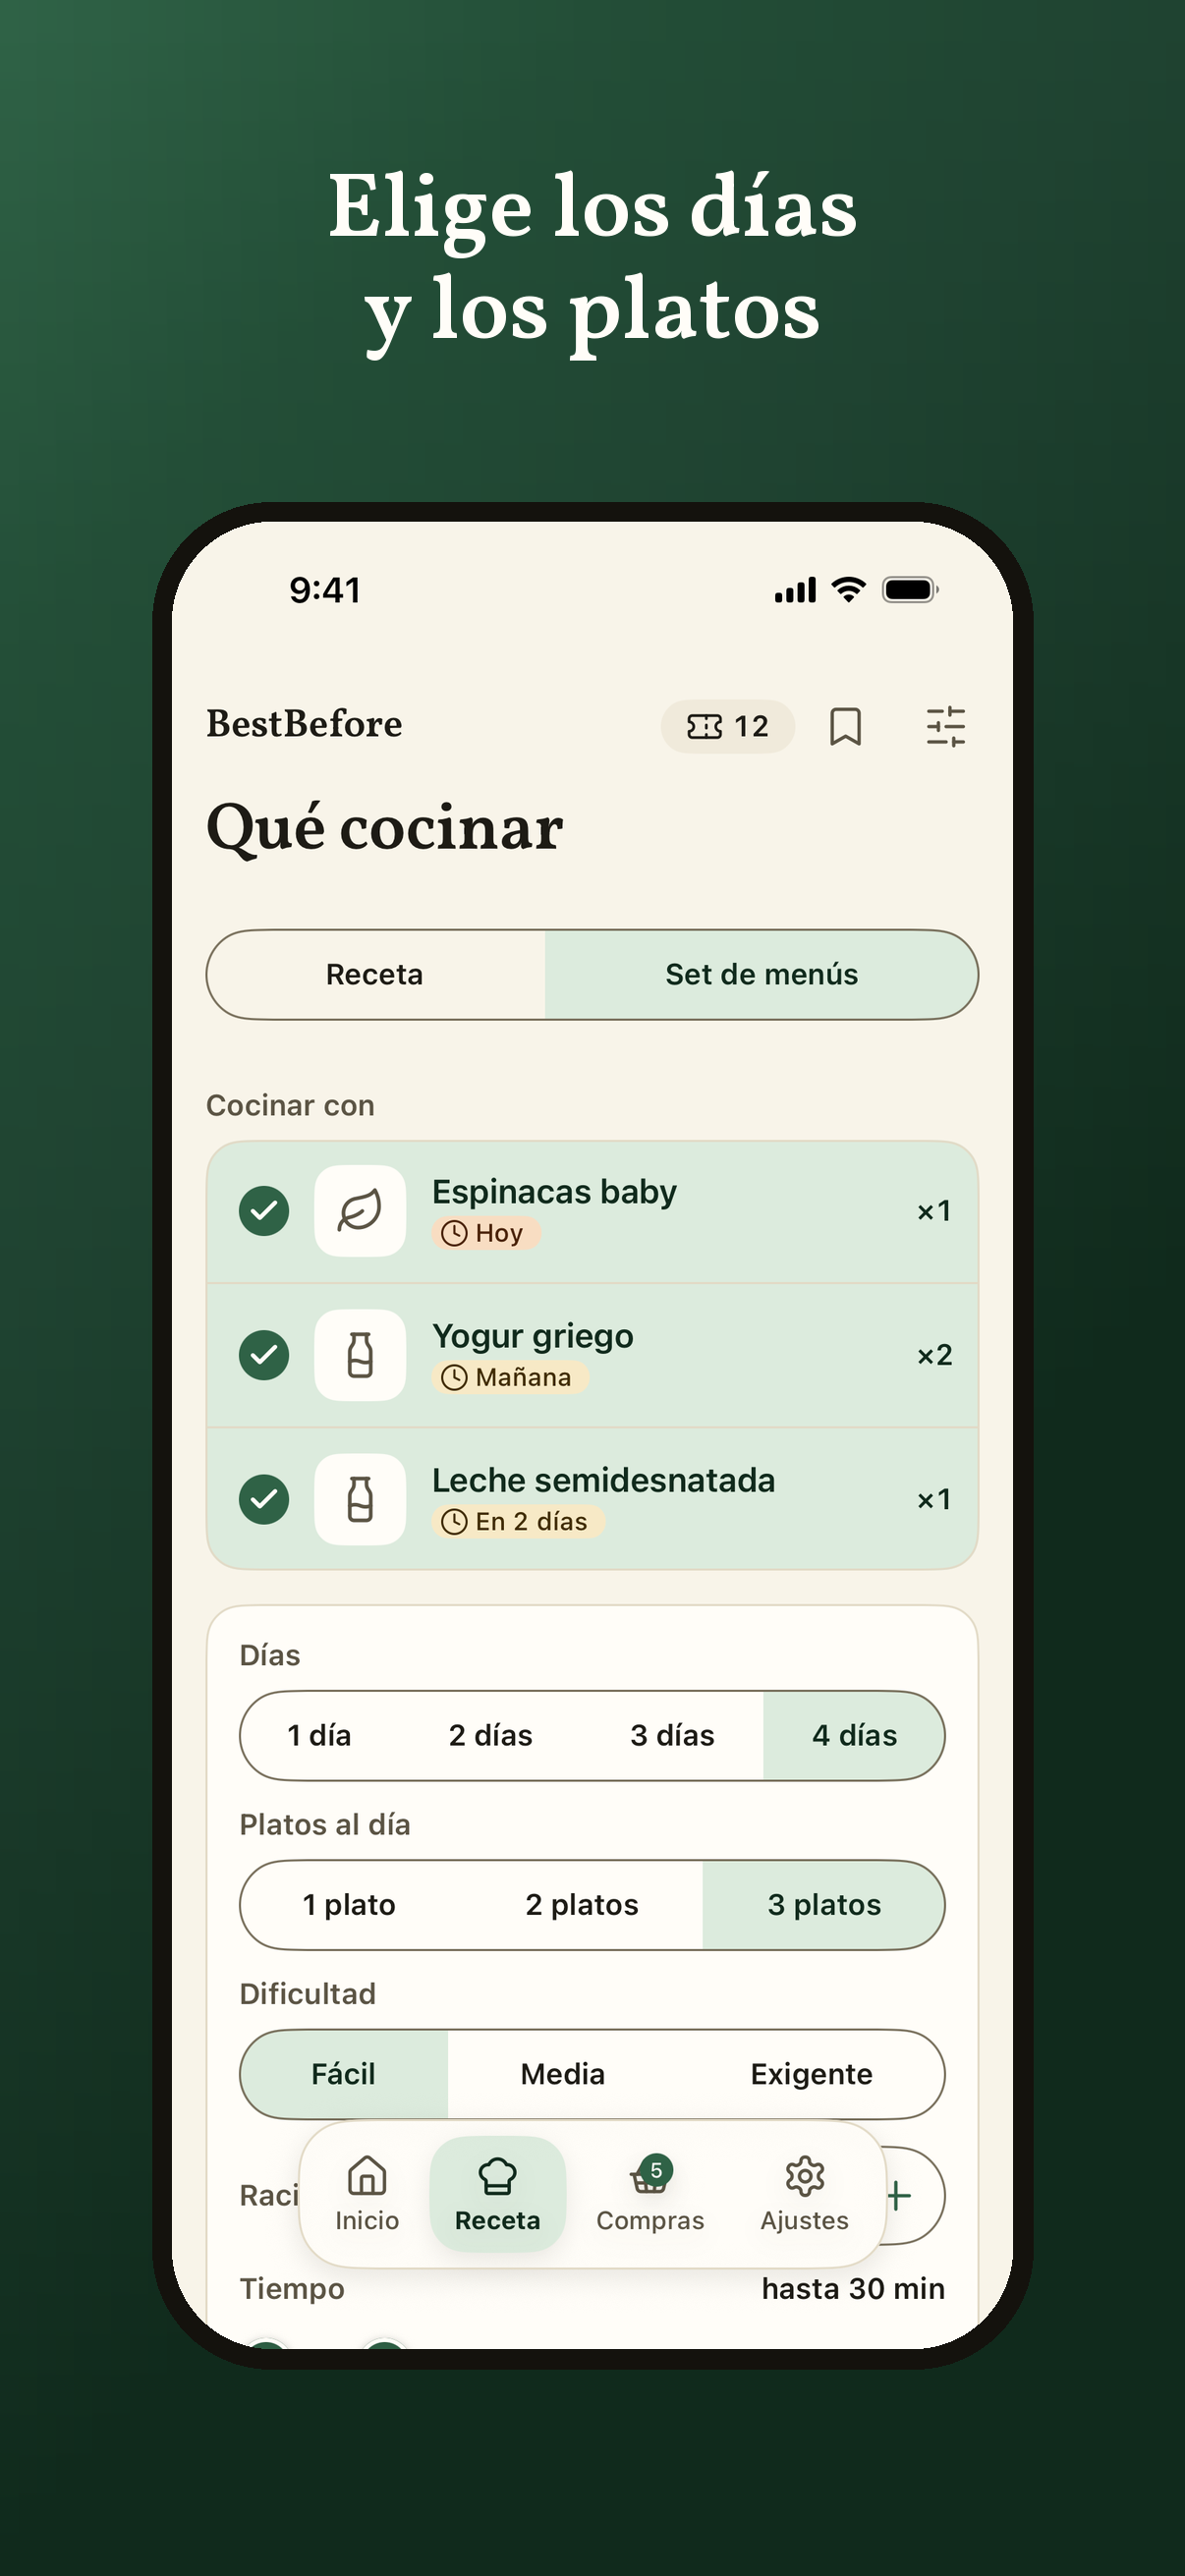 Elige los días
y los platos
9:41
BestBefore
12
Qué cocinar
Receta
Set de menús
Cocinar con
Espinacas baby
Hoy
×1
Yogur griego
Mañana
×2
Leche semidesnatada
En 2 días
×1
Días
1 día
2 días
3 días
4 días
Platos al día
1 plato
2 platos
3 platos
Dificultad
Fácil
Media
Exigente
Raci
+
Inicio
Receta
5
Compras
Ajustes
Tiempo
hasta 30 min